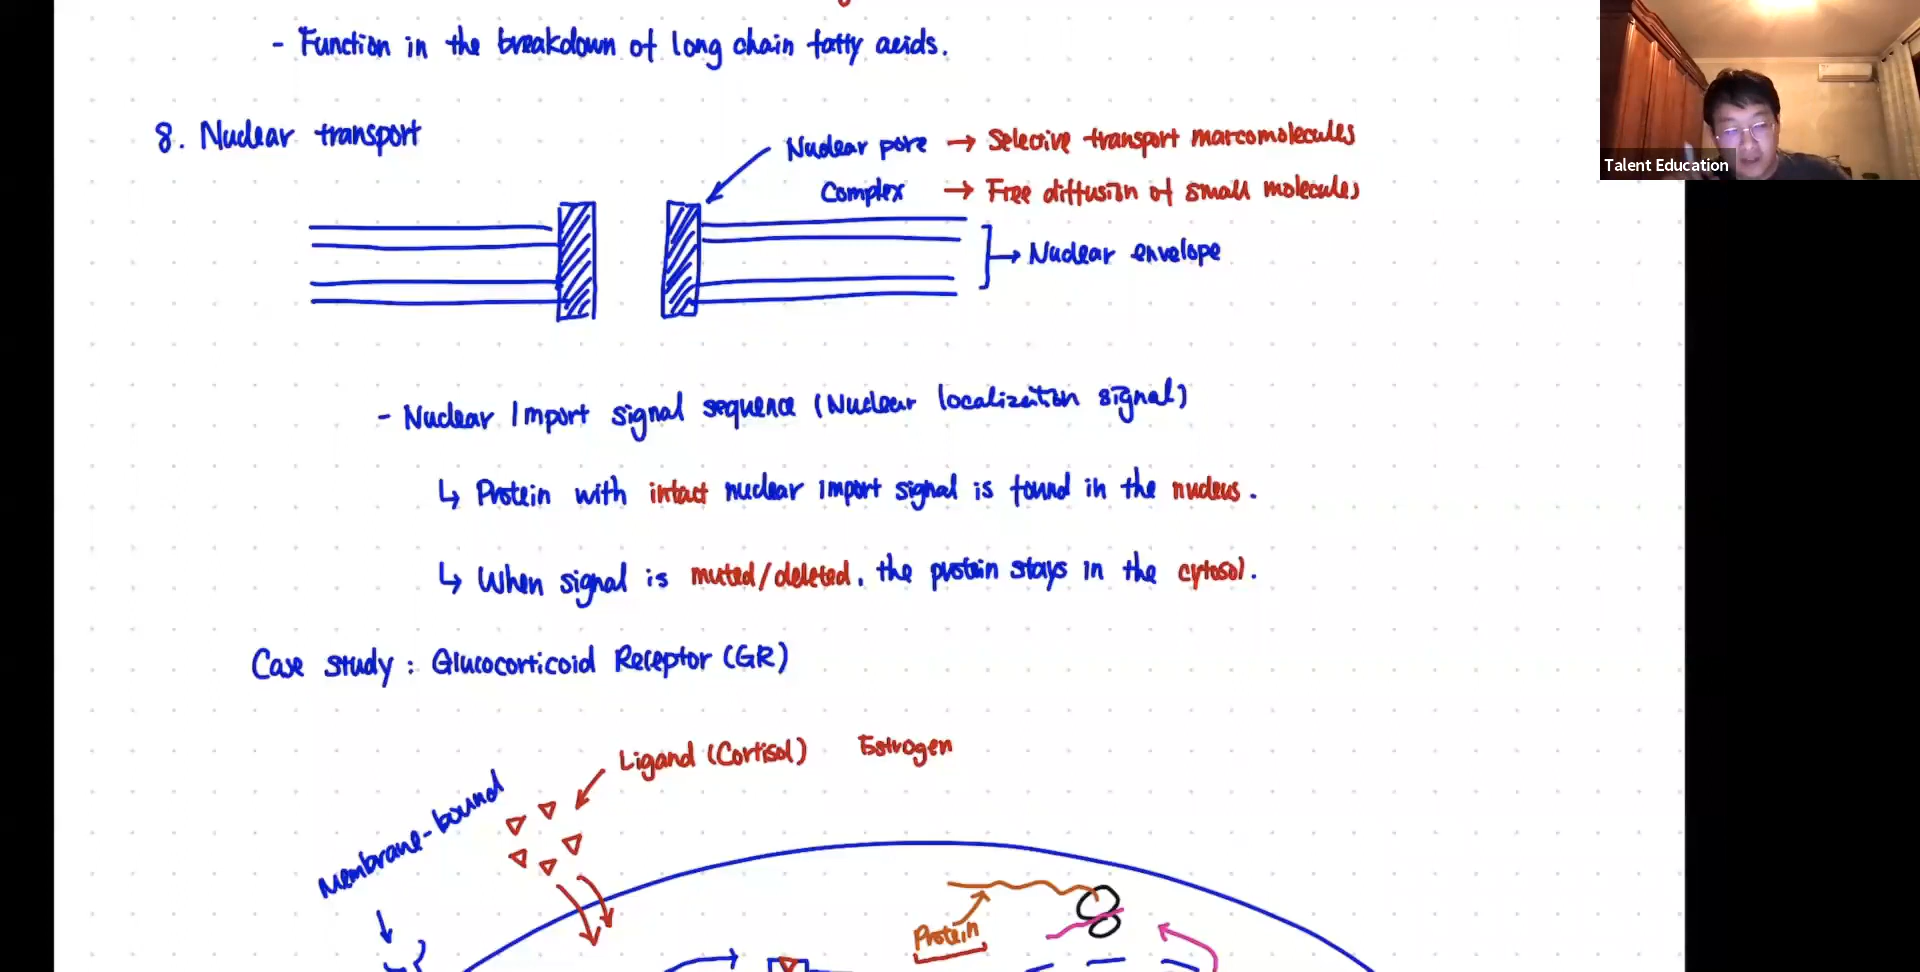 - Function in the breakdown of long chain fatty acids.
8. Nuclear transport
Nuclear pore → Selective transport marcomolecules
Complex → Free diffusion of small molecules
Talent Education
→ Nuclear envelope
- Nuclear Import signal sequence (Nuclear localization signal)
↳ Protein with intact nuclear import signal is found in the nucleus.
↳ When signal is muted/deleted, the protein stays in the cytosol.
Case study: Glucocorticoid Receptor (GR)
Ligand (Cortisol) Estrogen
Membrane-bound
Protein